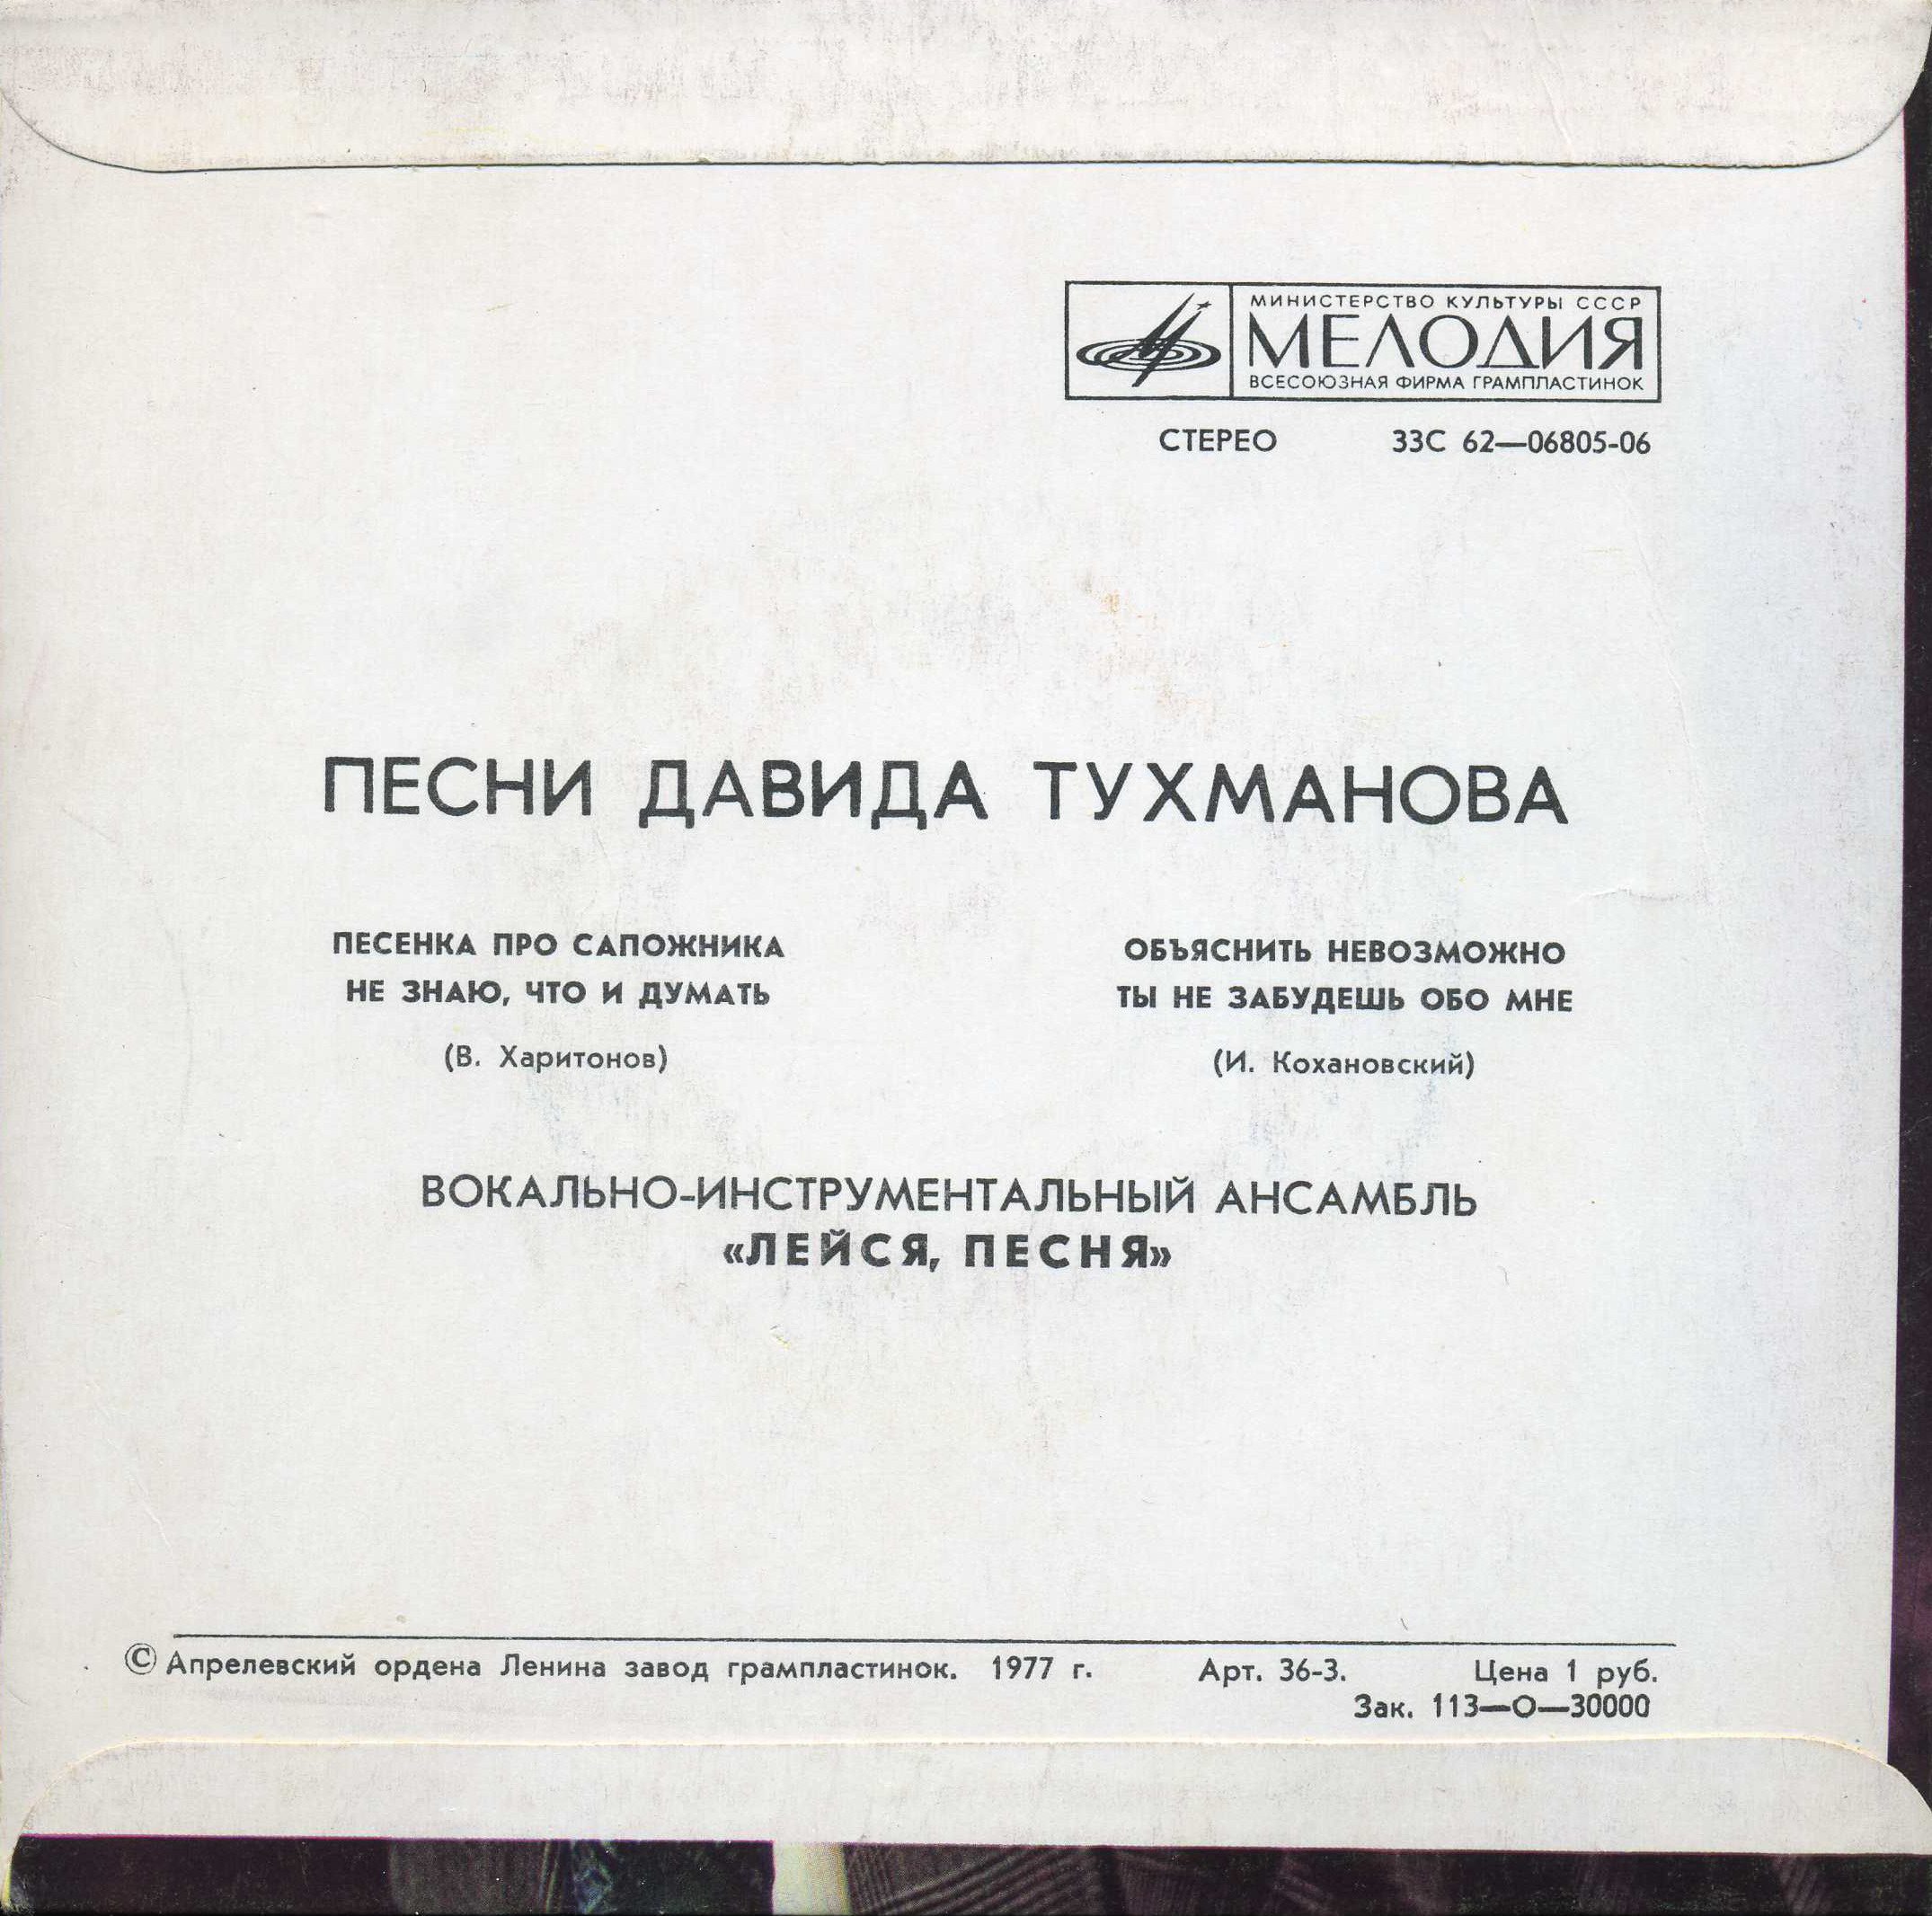 МИНИСТЕРСТВО КУЛЬТУРЫ СССР
МЕЛОДИЯ
ВСЕСОЮЗНАЯ ФИРМА ГРАМПЛАСТИНОК
СТЕРЕО 33С 62—06805-06
ПЕСНИ ДАВИДА ТУХМАНОВА
ПЕСЕНКА ПРО САПОЖНИКА
НЕ ЗНАЮ, ЧТО И ДУМАТЬ
(В. Харитонов)
ОБЪЯСНИТЬ НЕВОЗМОЖНО
ТЫ НЕ ЗАБУДЕШЬ ОБО МНЕ
(И. Кохановский)
ВОКАЛЬНО-ИНСТРУМЕНТАЛЬНЫЙ АНСАМБЛЬ
«ЛЕЙСЯ, ПЕСНЯ»
© Апрелевский ордена Ленина завод грампластинок. 1977 г. Арт. 36-3. Цена 1 руб.
Зак. 113—О—30000